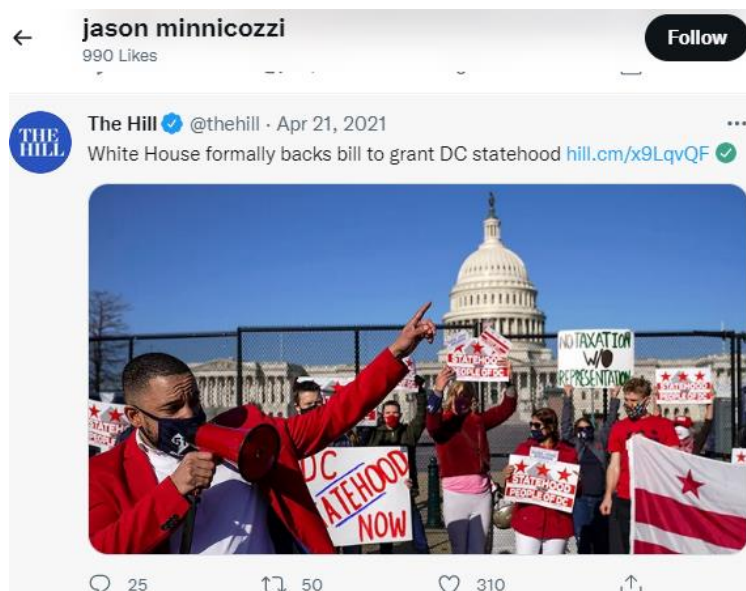 jason minnicozzi
990 Likes
Follow
THE
HILL
The Hill @thehill · Apr 21, 2021
White House formally backs bill to grant DC statehood hill.cm/x9LqvQF
STATEHOOD
PEOPLE OF DC
NO TAXATION
W/O
REPRESENTATION
STATEHOOD
PEOPLE OF DC
STATEHOOD
PEOPLE OF DC
DC
STATEHOOD
NOW
STATEHOOD
PEOPLE OF DC
25
50
310